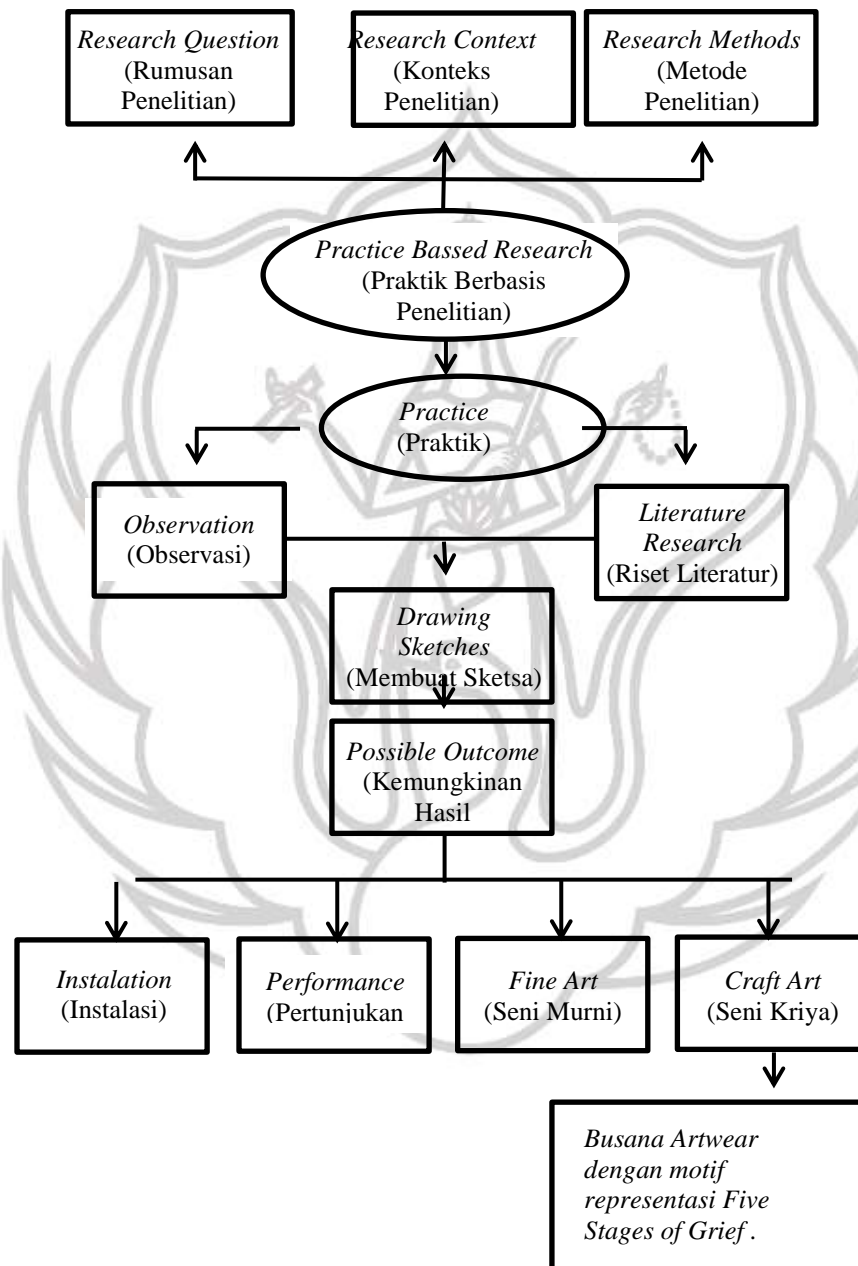 Research Question
(Rumusan
Penelitian)
Research Context
(Konteks
Penelitian)
Research Methods
(Metode
Penelitian)
Practice Bassed Research
(Praktik Berbasis
Penelitian)
Practice
(Praktik)
Observation
(Observasi)
Literature
Research
(Riset Literatur)
Drawing
Sketches
(Membuat Sketsa)
Possible Outcome
(Kemungkinan
Hasil
Instalation
(Instalasi)
Performance
(Pertunjukan
Fine Art
(Seni Murni)
Craft Art
(Seni Kriya)
Busana Artwear
dengan motif
representasi Five
Stages of Grief .